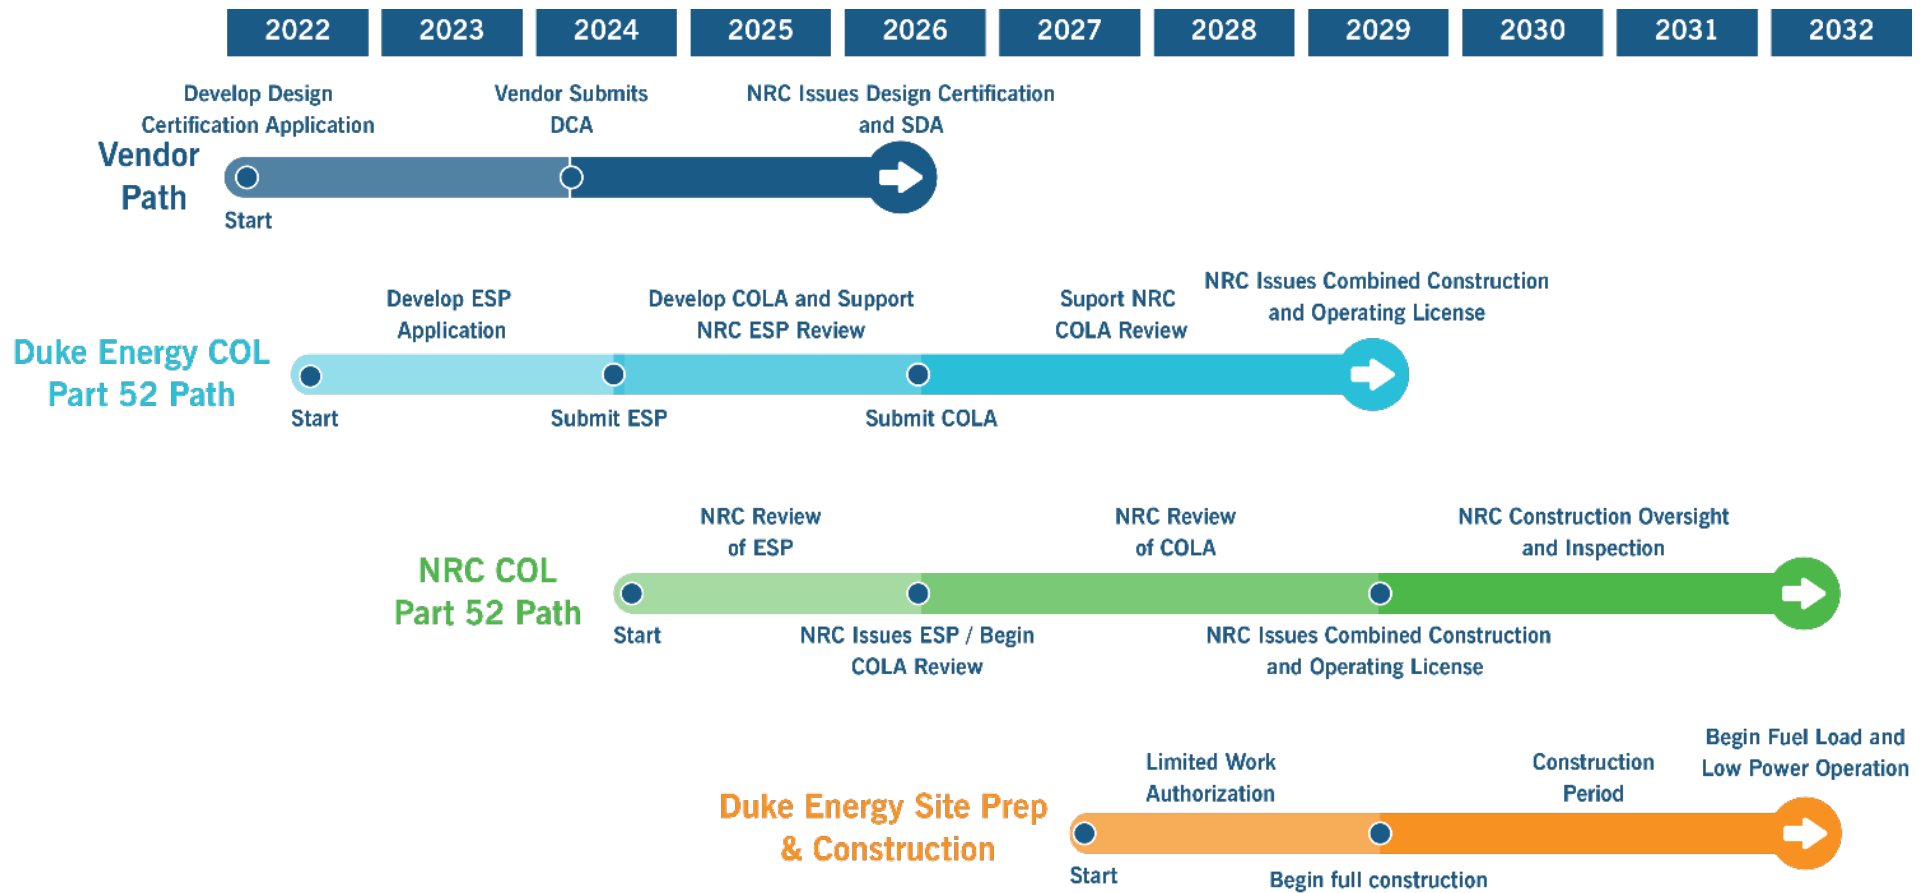 2022 2023 2024 2025 2026 2027 2028 2029 2030 2031 2032
Develop Design
Certification Application
Vendor Submits
DCA
NRC Issues Design Certification
and SDA
Vendor
Path
Start
Develop ESP
Application
Develop COLA and Support
NRC ESP Review
Suport NRC
COLA Review
NRC Issues Combined Construction
and Operating License
Duke Energy COL
Part 52 Path
Start
Submit ESP
Submit COLA
NRC Review
of ESP
NRC Review
of COLA
NRC Construction Oversight
and Inspection
NRC COL
Part 52 Path
Start
NRC Issues ESP / Begin
COLA Review
NRC Issues Combined Construction
and Operating License
Limited Work
Authorization
Construction
Period
Begin Fuel Load and
Low Power Operation
Duke Energy Site Prep
& Construction
Start
Begin full construction